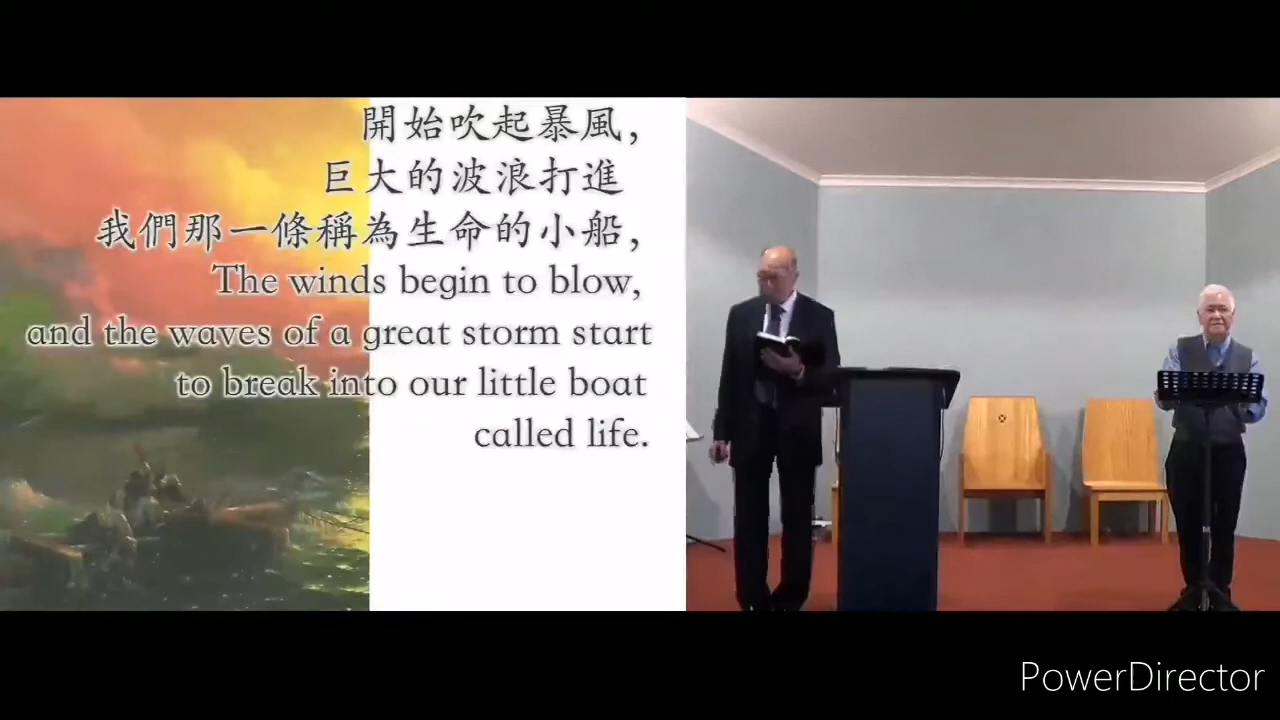 開始吹起暴風，
巨大的波浪打進
我們那一條稱為生命的小船，
The winds begin to blow,
and the waves of a great storm start
to break into our little boat
called life.
PowerDirector